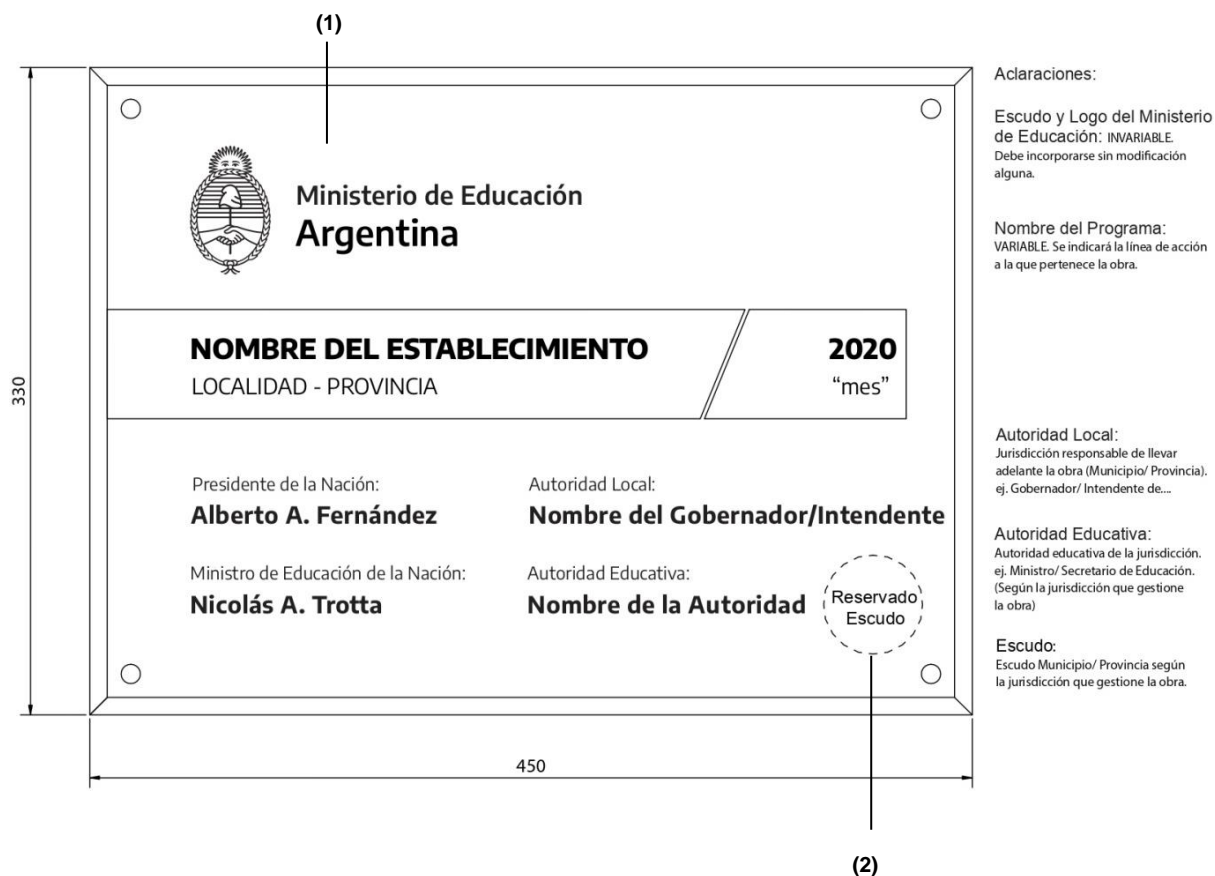 (1)
Ministerio de Educación
Argentina
NOMBRE DEL ESTABLECIMIENTO
LOCALIDAD - PROVINCIA
2020
“mes”
Presidente de la Nación:
Alberto A. Fernández
Autoridad Local:
Nombre del Gobernador/Intendente
Ministro de Educación de la Nación:
Nicolás A. Trotta
Autoridad Educativa:
Nombre de la Autoridad
Reservado
Escudo
330
450
(2)
Aclaraciones:
Escudo y Logo del Ministerio
de Educación: INVARIABLE.
Debe incorporarse sin modificación
alguna.
Nombre del Programa:
VARIABLE. Se indicará la línea de acción
a la que pertenece la obra.
Autoridad Local:
Jurisdicción responsable de llevar
adelante la obra (Municipio/ Provincia).
ej. Gobernador/ Intendente de....
Autoridad Educativa:
Autoridad educativa de la jurisdicción.
ej. Ministro/ Secretario de Educación.
(Según la jurisdicción que gestione
la obra)
Escudo:
Escudo Municipio/ Provincia según
la jurisdicción que gestione la obra.